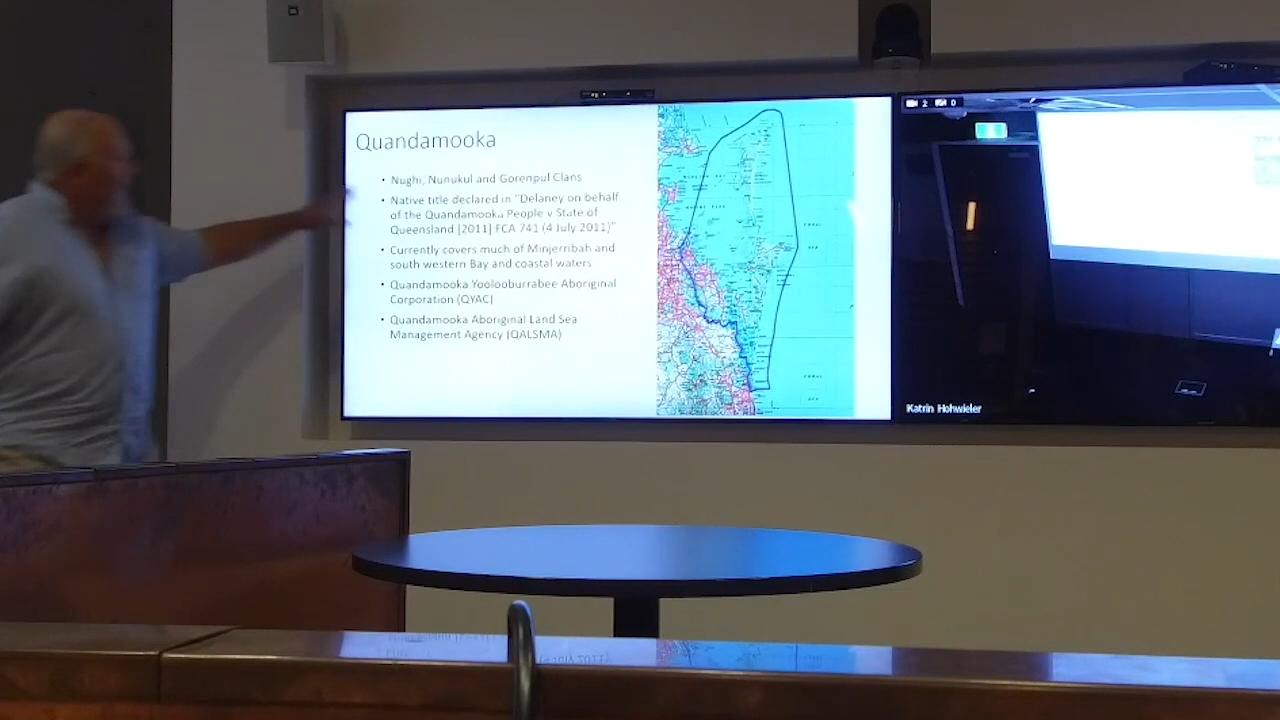 Quandamooka
• Nughi, Nunukul and Gorenpul Clans
• Native title declared in "Delaney on behalf
of the Quandamooka People v State of
Queensland [2011] FCA 741 (4 July 2011)"
• Currently covers much of Minjerribah and
south western Bay and coastal waters
• Quandamooka Yoolooburrabee Aboriginal
Corporation (QYAC)
• Quandamooka Aboriginal Land Sea
Management Agency (QALSMA)
2 0
Katrin Hohwieler